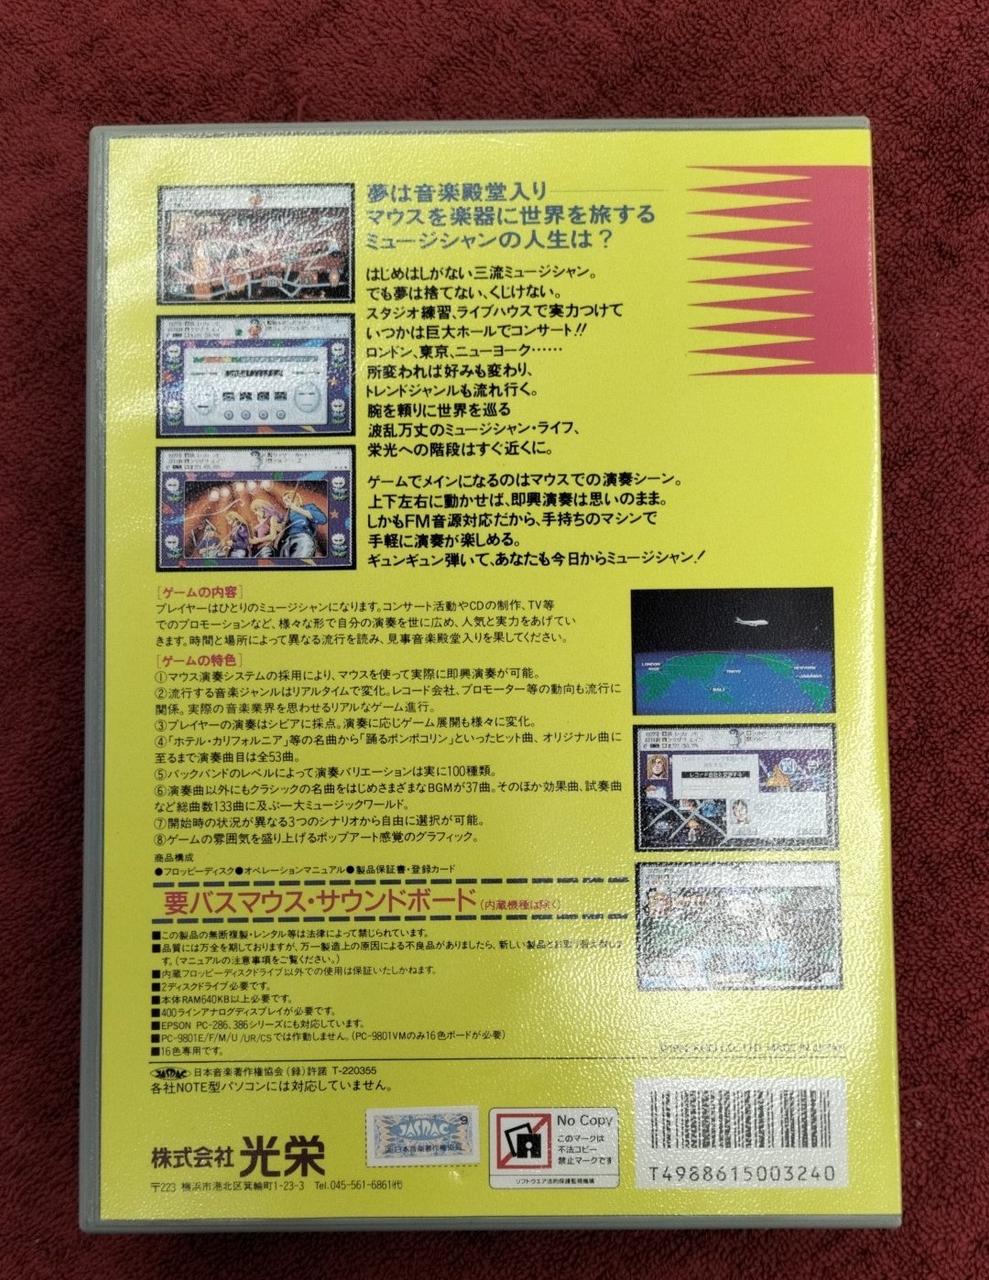 夢は音楽殿堂入り
マウスを楽器に世界を旅する
ミュージシャンの人生は？
はじめはしがない三流ミュージシャン。
でも夢は捨てない、くじけない。
スタジオ練習、ライブハウスで実力つけて
いつかは巨大ホールでコンサート!!
ロンドン、東京、ニューヨーク……
所変われば好みも変わり、
トレンドジャンルも流れ行く。
腕を頼りに世界を巡る
波乱万丈のミュージシャン・ライフ、
栄光への階段はすぐ近くに。
ゲームでメインになるのはマウスでの演奏シーン。
上下左右に動かせば、即興演奏は思いのまま。
しかもFM音源対応だから、手持ちのマシンで
手軽に演奏が楽しめる。
ギュンギュン弾いて、あなたも今日からミュージシャン！
[ゲームの内容]
プレイヤーはひとりのミュージシャンになります。コンサート活動やCDの制作、TV等
でのプロモーションなど、様々な形で自分の演奏を世に広め、人気と実力をあげてい
きます。時間と場所によって異なる流行を読み、見事音楽殿堂入りを果してください。
[ゲームの特色]
①マウス演奏システムの採用により、マウスを使って実際に即興演奏が可能。
②流行する音楽ジャンルはリアルタイムで変化。レコード会社、プロモーター等の動向も流行に
関係。実際の音楽業界を思わせるリアルなゲーム進行。
③プレイヤーの演奏はシビアに採点。演奏に応じゲーム展開も様々に変化。
④「ホテル・カリフォルニア」等の名曲から「踊るポンポコリン」といったヒット曲、オリジナル曲に
至るまで演奏曲目は全53曲。
⑤バックバンドのレベルによって演奏バリエーションは実に100種類。
⑥演奏曲以外にもクラシックの名曲をはじめさまざまなBGMが37曲。そのほか効果曲、試奏曲
など総曲数133曲に及ぶ一大ミュージックワールド。
⑦開始時の状況が異なる3つのシナリオから自由に選択が可能。
⑧ゲームの雰囲気を盛り上げるポップアート感覚のグラフィック。
商品構成
●フロッピーディスク●オペレーションマニュアル●製品保証書・登録カード
要バスマウス・サウンドボード(内蔵機種は除く)
■この製品の無断複製・レンタル等は法律によって禁じられています。
■品質には万全を期しておりますが、万一製造上の原因による不良品がありましたら、新しい製品とお取り替え致しま
す。(マニュアルの注意事項をご覧ください。)
■内蔵フロッピーディスクドライブ以外での使用は保証いたしかねます。
■2ディスクドライブ必要です。
■本体RAM640KB以上必要です。
■400ラインアナログディスプレイが必要です。
■EPSON PC-286、386シリーズにも対応しています。
■PC-9801E/F/M/U/UR/CSでは作動しません。(PC-9801VMのみ16色ボードが必要)
■16色専用です。
JASRAC 日本音楽著作権協会(録)許諾 T-220355
各社NOTE型パソコンには対応していません。
LONDON
TOKYO
BALI
MADE IN JAPAN
株式会社 光栄
〒223 横浜市港北区箕輪町1-23-3 Tel.045-561-6861(代)
9
JASRAC
日本音楽著作権協会
No Copy
このマークは
不法コピー
禁止マークです
ソフトウエア法的保護監視機構
T4988615003240